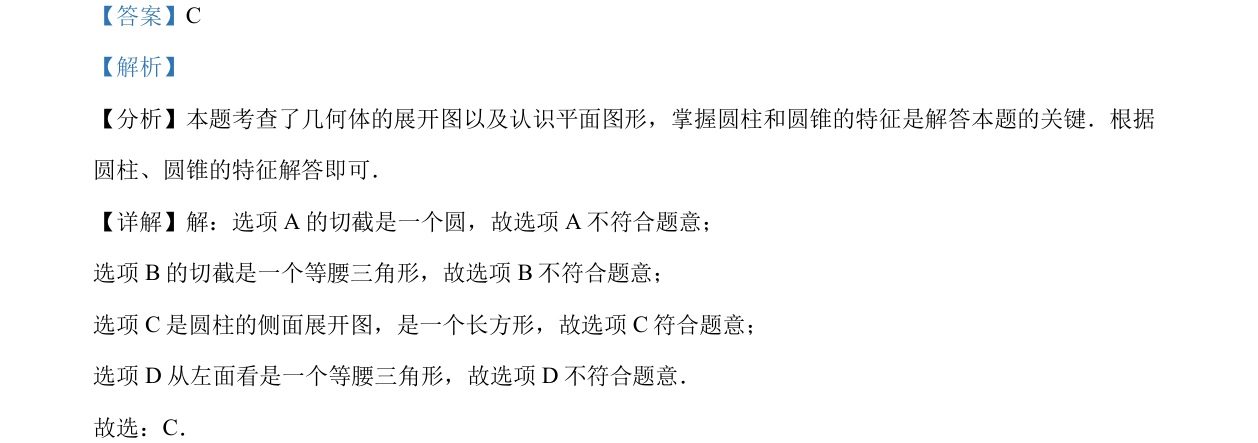 【答案】C
【解析】
【分析】本题考查了几何体的展开图以及认识平面图形，掌握圆柱和圆锥的特征是解答本题的关键．根据
圆柱、圆锥的特征解答即可．
【详解】解：选项 A 的切截是一个圆，故选项 A 不符合题意；
选项 B 的切截是一个等腰三角形，故选项 B 不符合题意；
选项 C 是圆柱的侧面展开图，是一个长方形，故选项 C 符合题意；
选项 D 从左面看是一个等腰三角形，故选项 D 不符合题意．
故选：C．